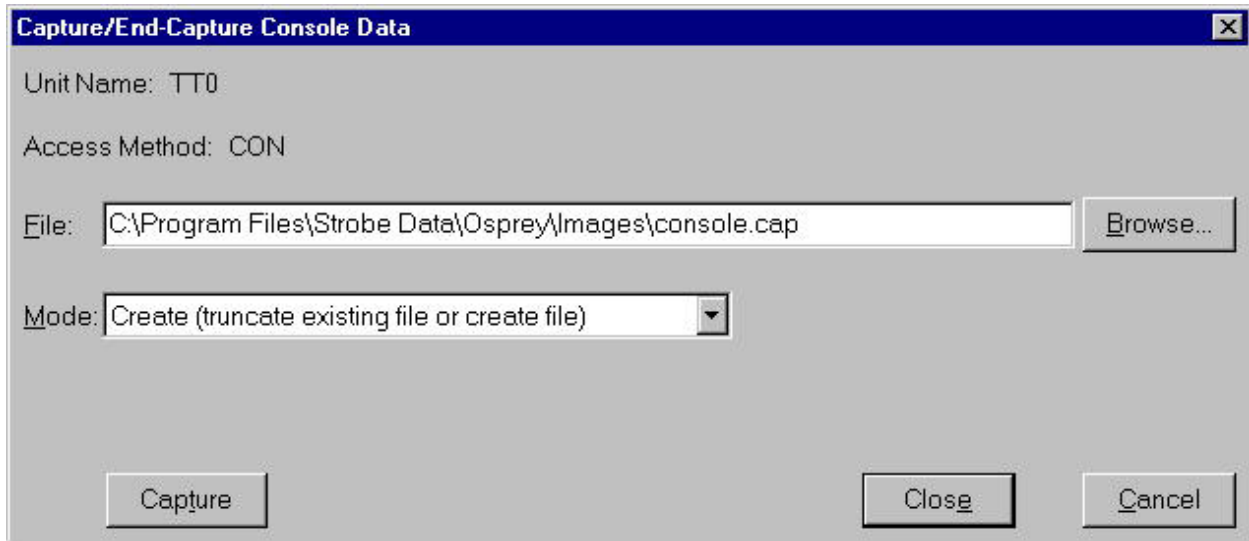 Capture/End-Capture Console Data
Unit Name: TT0
Access Method: CON
File: C:\Program Files\Strobe Data\Osprey\Images\console.cap Browse...
Mode: Create (truncate existing file or create file)
Capture Close Cancel